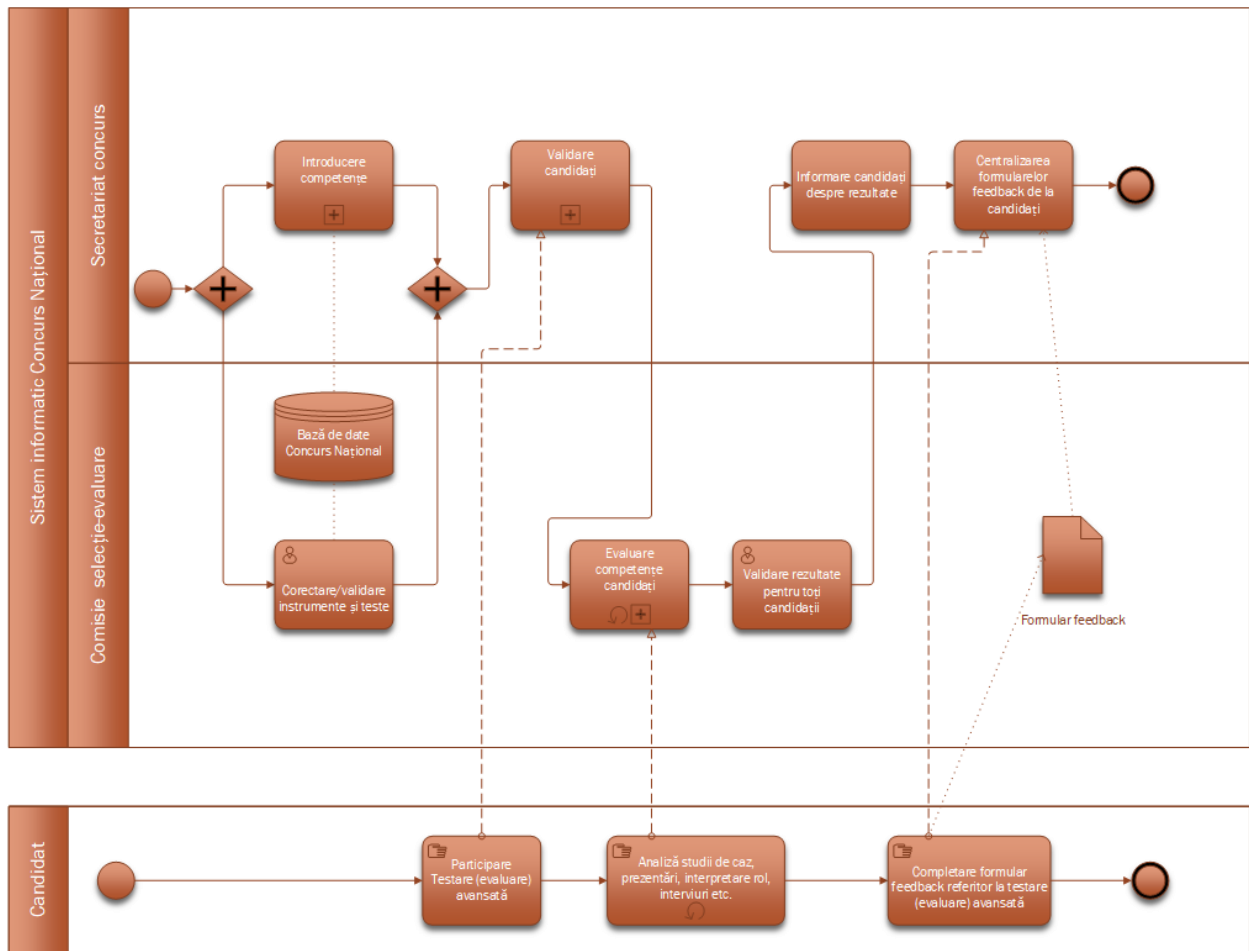 Sistem informatic Concurs Național
Secretariat concurs
Introducere
competențe
Validare
candidați
Informare candidați
despre rezultate
Centralizarea
formularelor
feedback de la
candidați
Comisie selecție-evaluare
Bază de date
Concurs Național
Corectare/validare
instrumente și teste
Evaluare
competențe
candidați
Validare rezultate
pentru toți
candidații
Formular feedback
Candidat
Participare
Testare (evaluare)
avansată
Analiză studii de caz,
prezentări, interpretare rol,
interviuri etc.
Completare formular
feedback referitor la testare
(evaluare) avansată